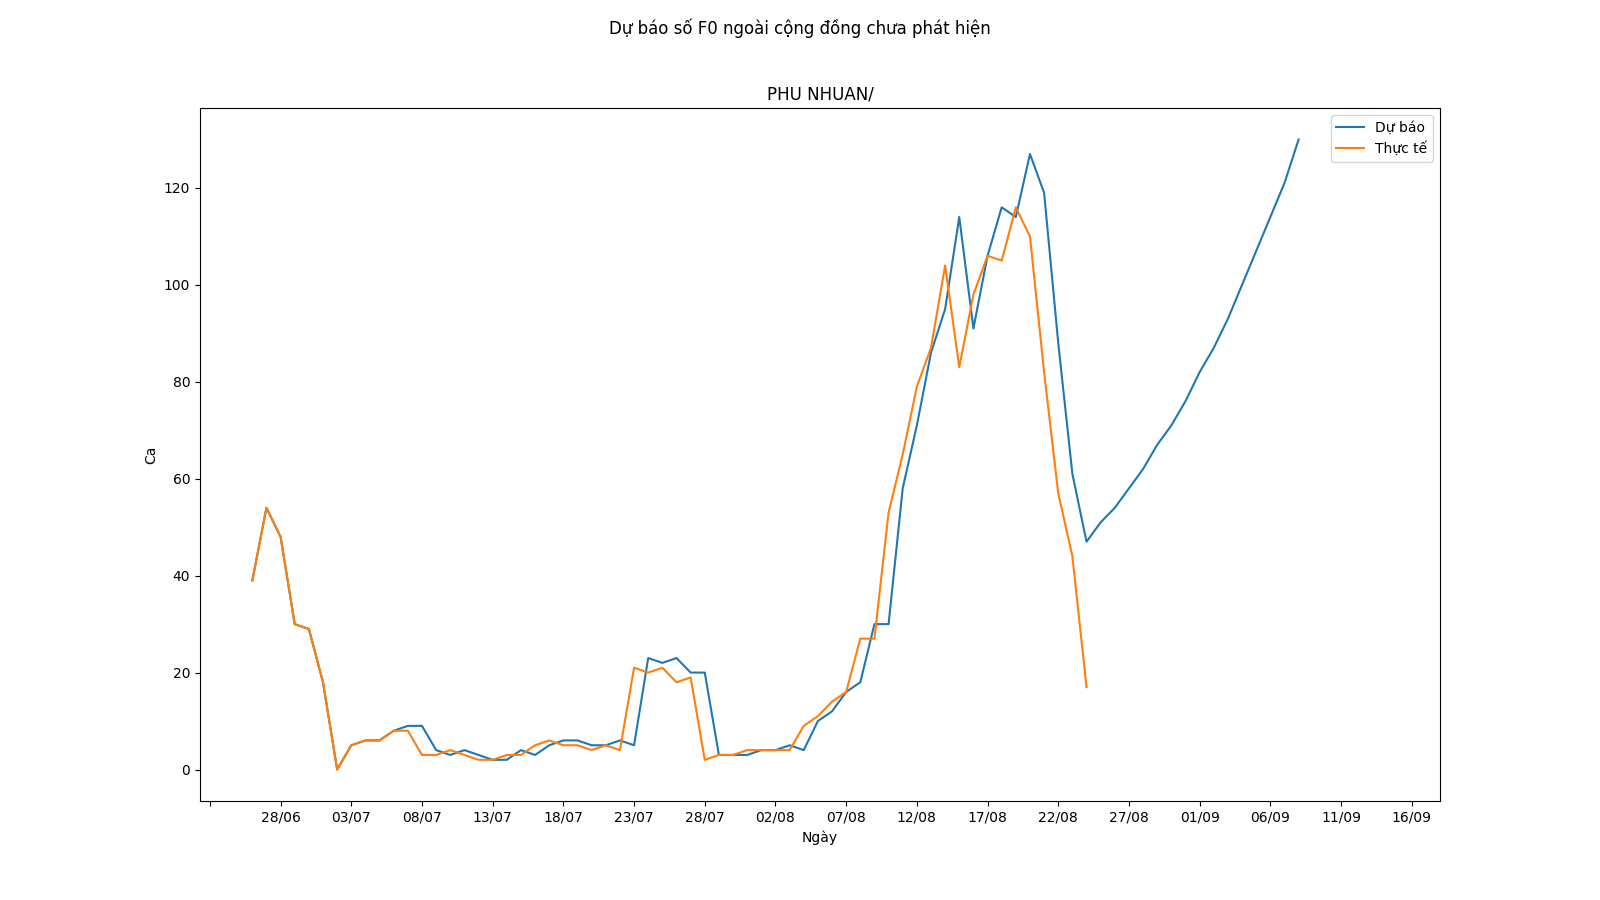 Dự báo số F0 ngoài cộng đồng chưa phát hiện
PHU NHUAN/
Dự báo
Thực tế
120
100
80
60
40
20
0
Ca
28/06 03/07 08/07 13/07 18/07 23/07 28/07 02/08 07/08 12/08 17/08 22/08 27/08 01/09 06/09 11/09 16/09
Ngày